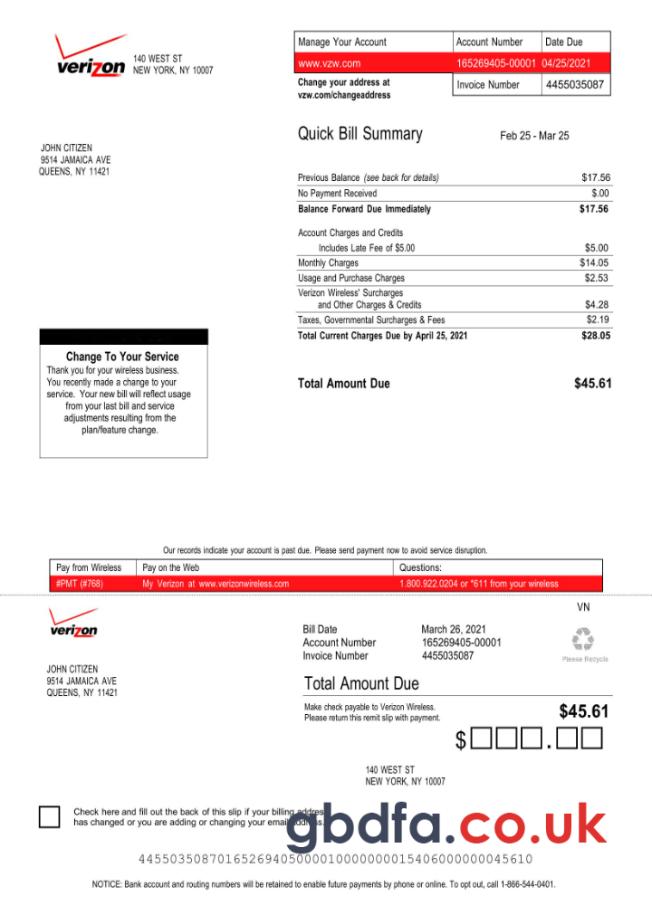 verizon
140 WEST ST
NEW YORK, NY 10007
Manage Your Account Account Number Date Due
www.vzw.com 165269405-00001 04/25/2021
Change your address at
vzw.com/changeaddress
Invoice Number 4455035087
JOHN CITIZEN
9514 JAMAICA AVE
QUEENS, NY 11421
Quick Bill Summary Feb 25 - Mar 25
Previous Balance (see back for details) $17.56
No Payment Received $.00
Balance Forward Due Immediately $17.56
Account Charges and Credits
Includes Late Fee of $5.00 $5.00
Monthly Charges $14.05
Usage and Purchase Charges $2.53
Verizon Wireless' Surcharges
and Other Charges & Credits $4.28
Taxes, Governmental Surcharges & Fees $2.19
Total Current Charges Due by April 25, 2021 $28.05
Total Amount Due $45.61
Change To Your Service
Thank you for your wireless business.
You recently made a change to your
service. Your new bill will reflect usage
from your last bill and service
adjustments resulting from the
plan/feature change.
Our records indicate your account is past due. Please send payment now to avoid service disruption.
Pay from Wireless Pay on the Web Questions:
#PMT (#768) My Verizon at www.verizonwireless.com 1.800.922.0204 or *611 from your wireless
VN
verizon
Bill Date March 26, 2021
Account Number 165269405-00001
Invoice Number 4455035087
Please Recycle
JOHN CITIZEN
9514 JAMAICA AVE
QUEENS, NY 11421
Total Amount Due
Make check payable to Verizon Wireless.
Please return this remit slip with payment.
$45.61
$ .
140 WEST ST
NEW YORK, NY 10007
Check here and fill out the back of this slip if your billing address
has changed or you are adding or changing your email address.
gbdfa.co.uk
NOTICE: Bank account and routing numbers will be retained to enable future payments by phone or online. To opt out, call 1-866-544-0401.